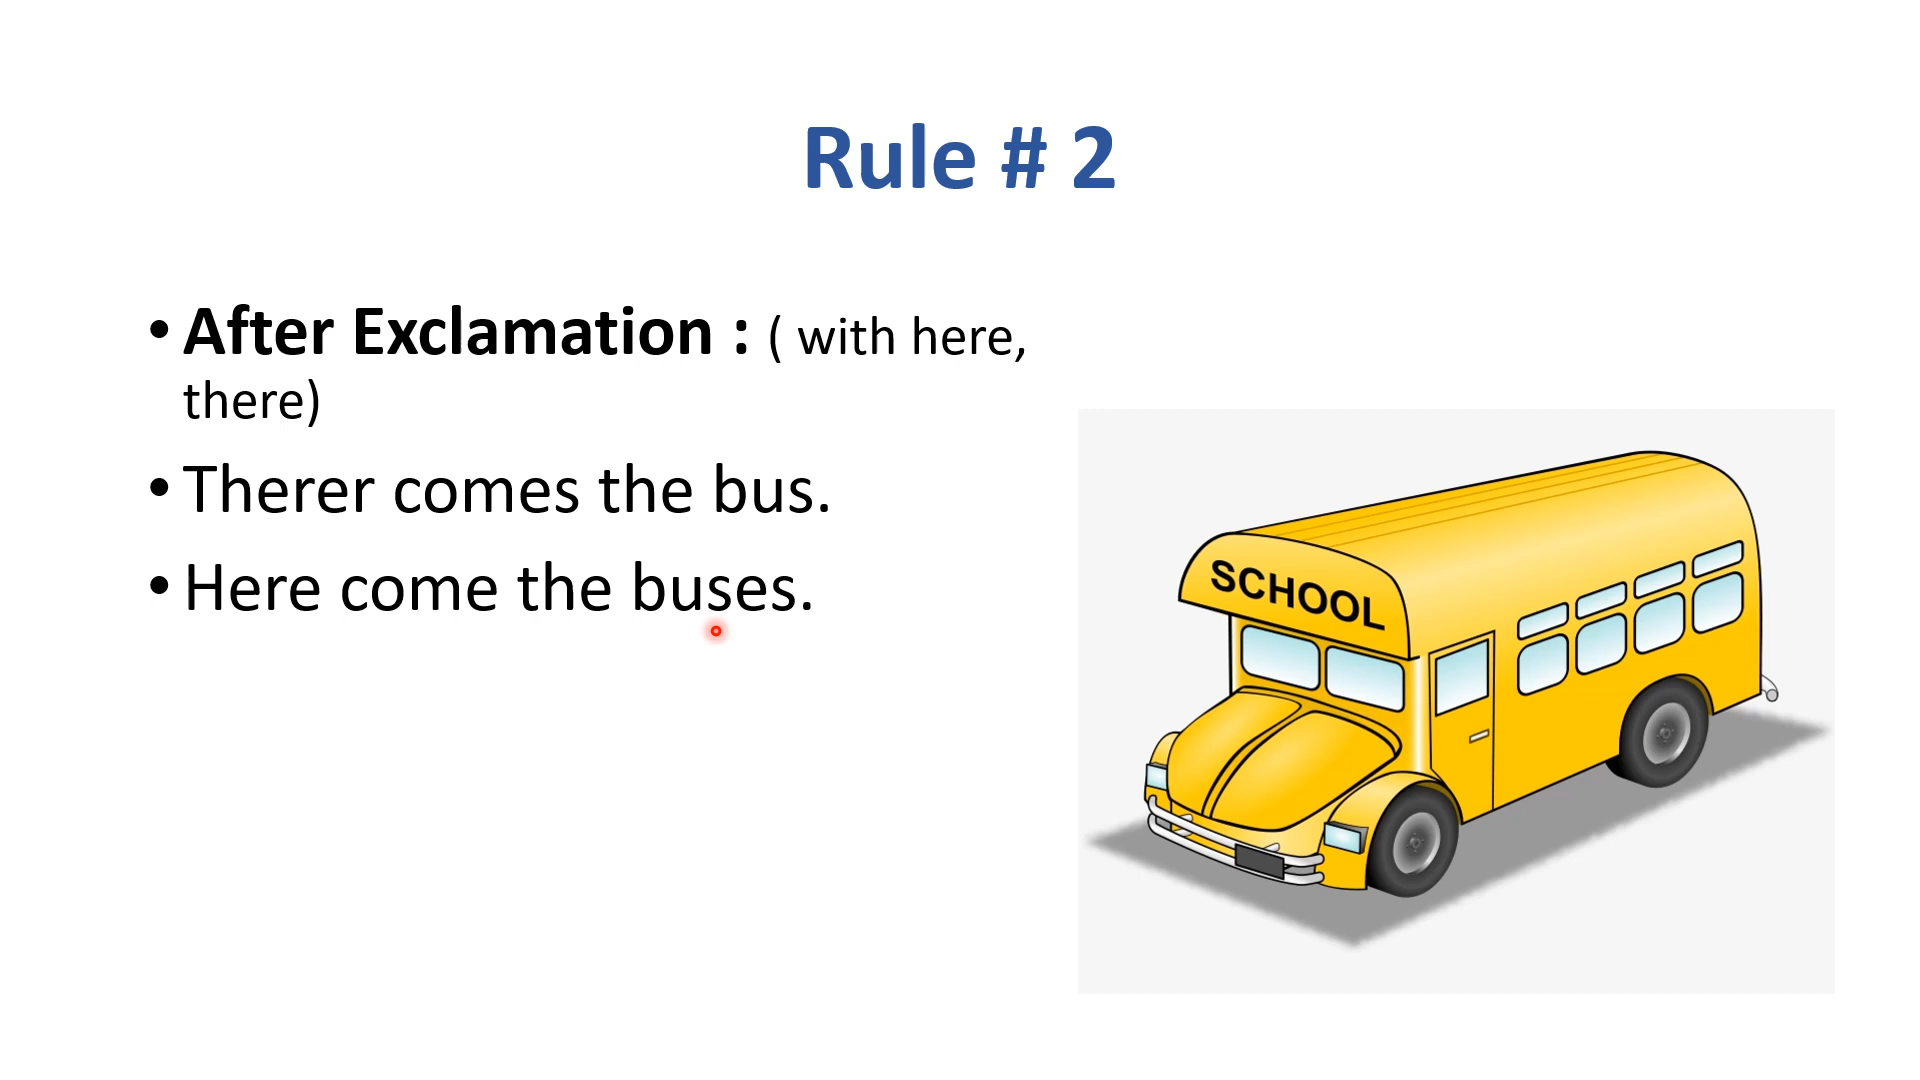 Rule # 2
• After Exclamation : ( with here,
there)
• Therer comes the bus.
• Here come the buses.
SCHOOL